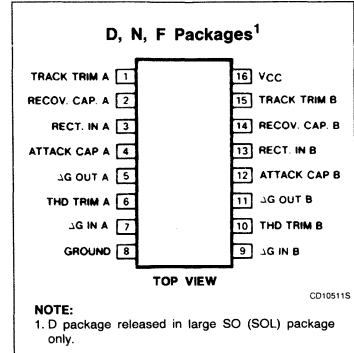 D, N, F Packages1
TRACK TRIM A 1
16 VCC
RECOV. CAP. A 2
15 TRACK TRIM B
RECT. IN A 3
14 RECOV. CAP. B
ATTACK CAP A 4
13 RECT. IN B
ΔG OUT A 5
12 ATTACK CAP B
THD TRIM A 6
11 ΔG OUT B
ΔG IN A 7
10 THD TRIM B
GROUND 8
9 ΔG IN B
TOP VIEW
CD10511S
NOTE:
1. D package released in large SO (SOL) package
only.